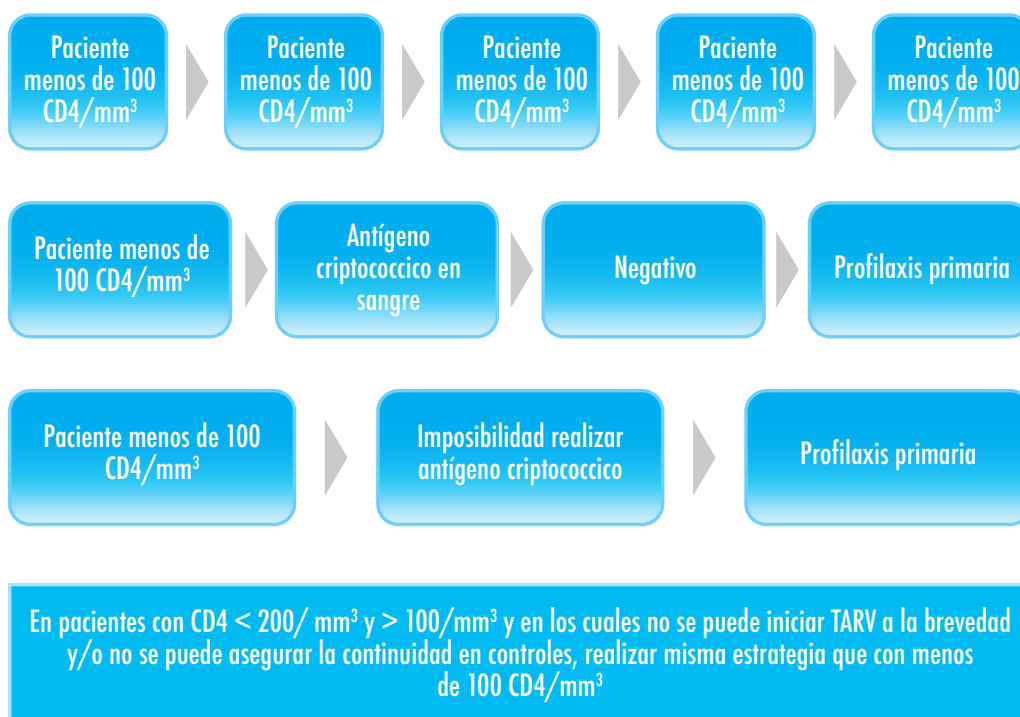 Paciente
menos de 100
CD4/mm³
Paciente
menos de 100
CD4/mm³
Paciente
menos de 100
CD4/mm³
Paciente
menos de 100
CD4/mm³
Paciente
menos de 100
CD4/mm³
Paciente menos de
100 CD4/mm³
Antígeno
criptococcico en
sangre
Negativo
Profilaxis primaria
Paciente menos de 100
CD4/mm³
Imposibilidad realizar
antígeno criptococcico
Profilaxis primaria
En pacientes con CD4 < 200/ mm³ y > 100/mm³ y en los cuales no se puede iniciar TARV a la brevedad
y/o no se puede asegurar la continuidad en controles, realizar misma estrategia que con menos
de 100 CD4/mm³